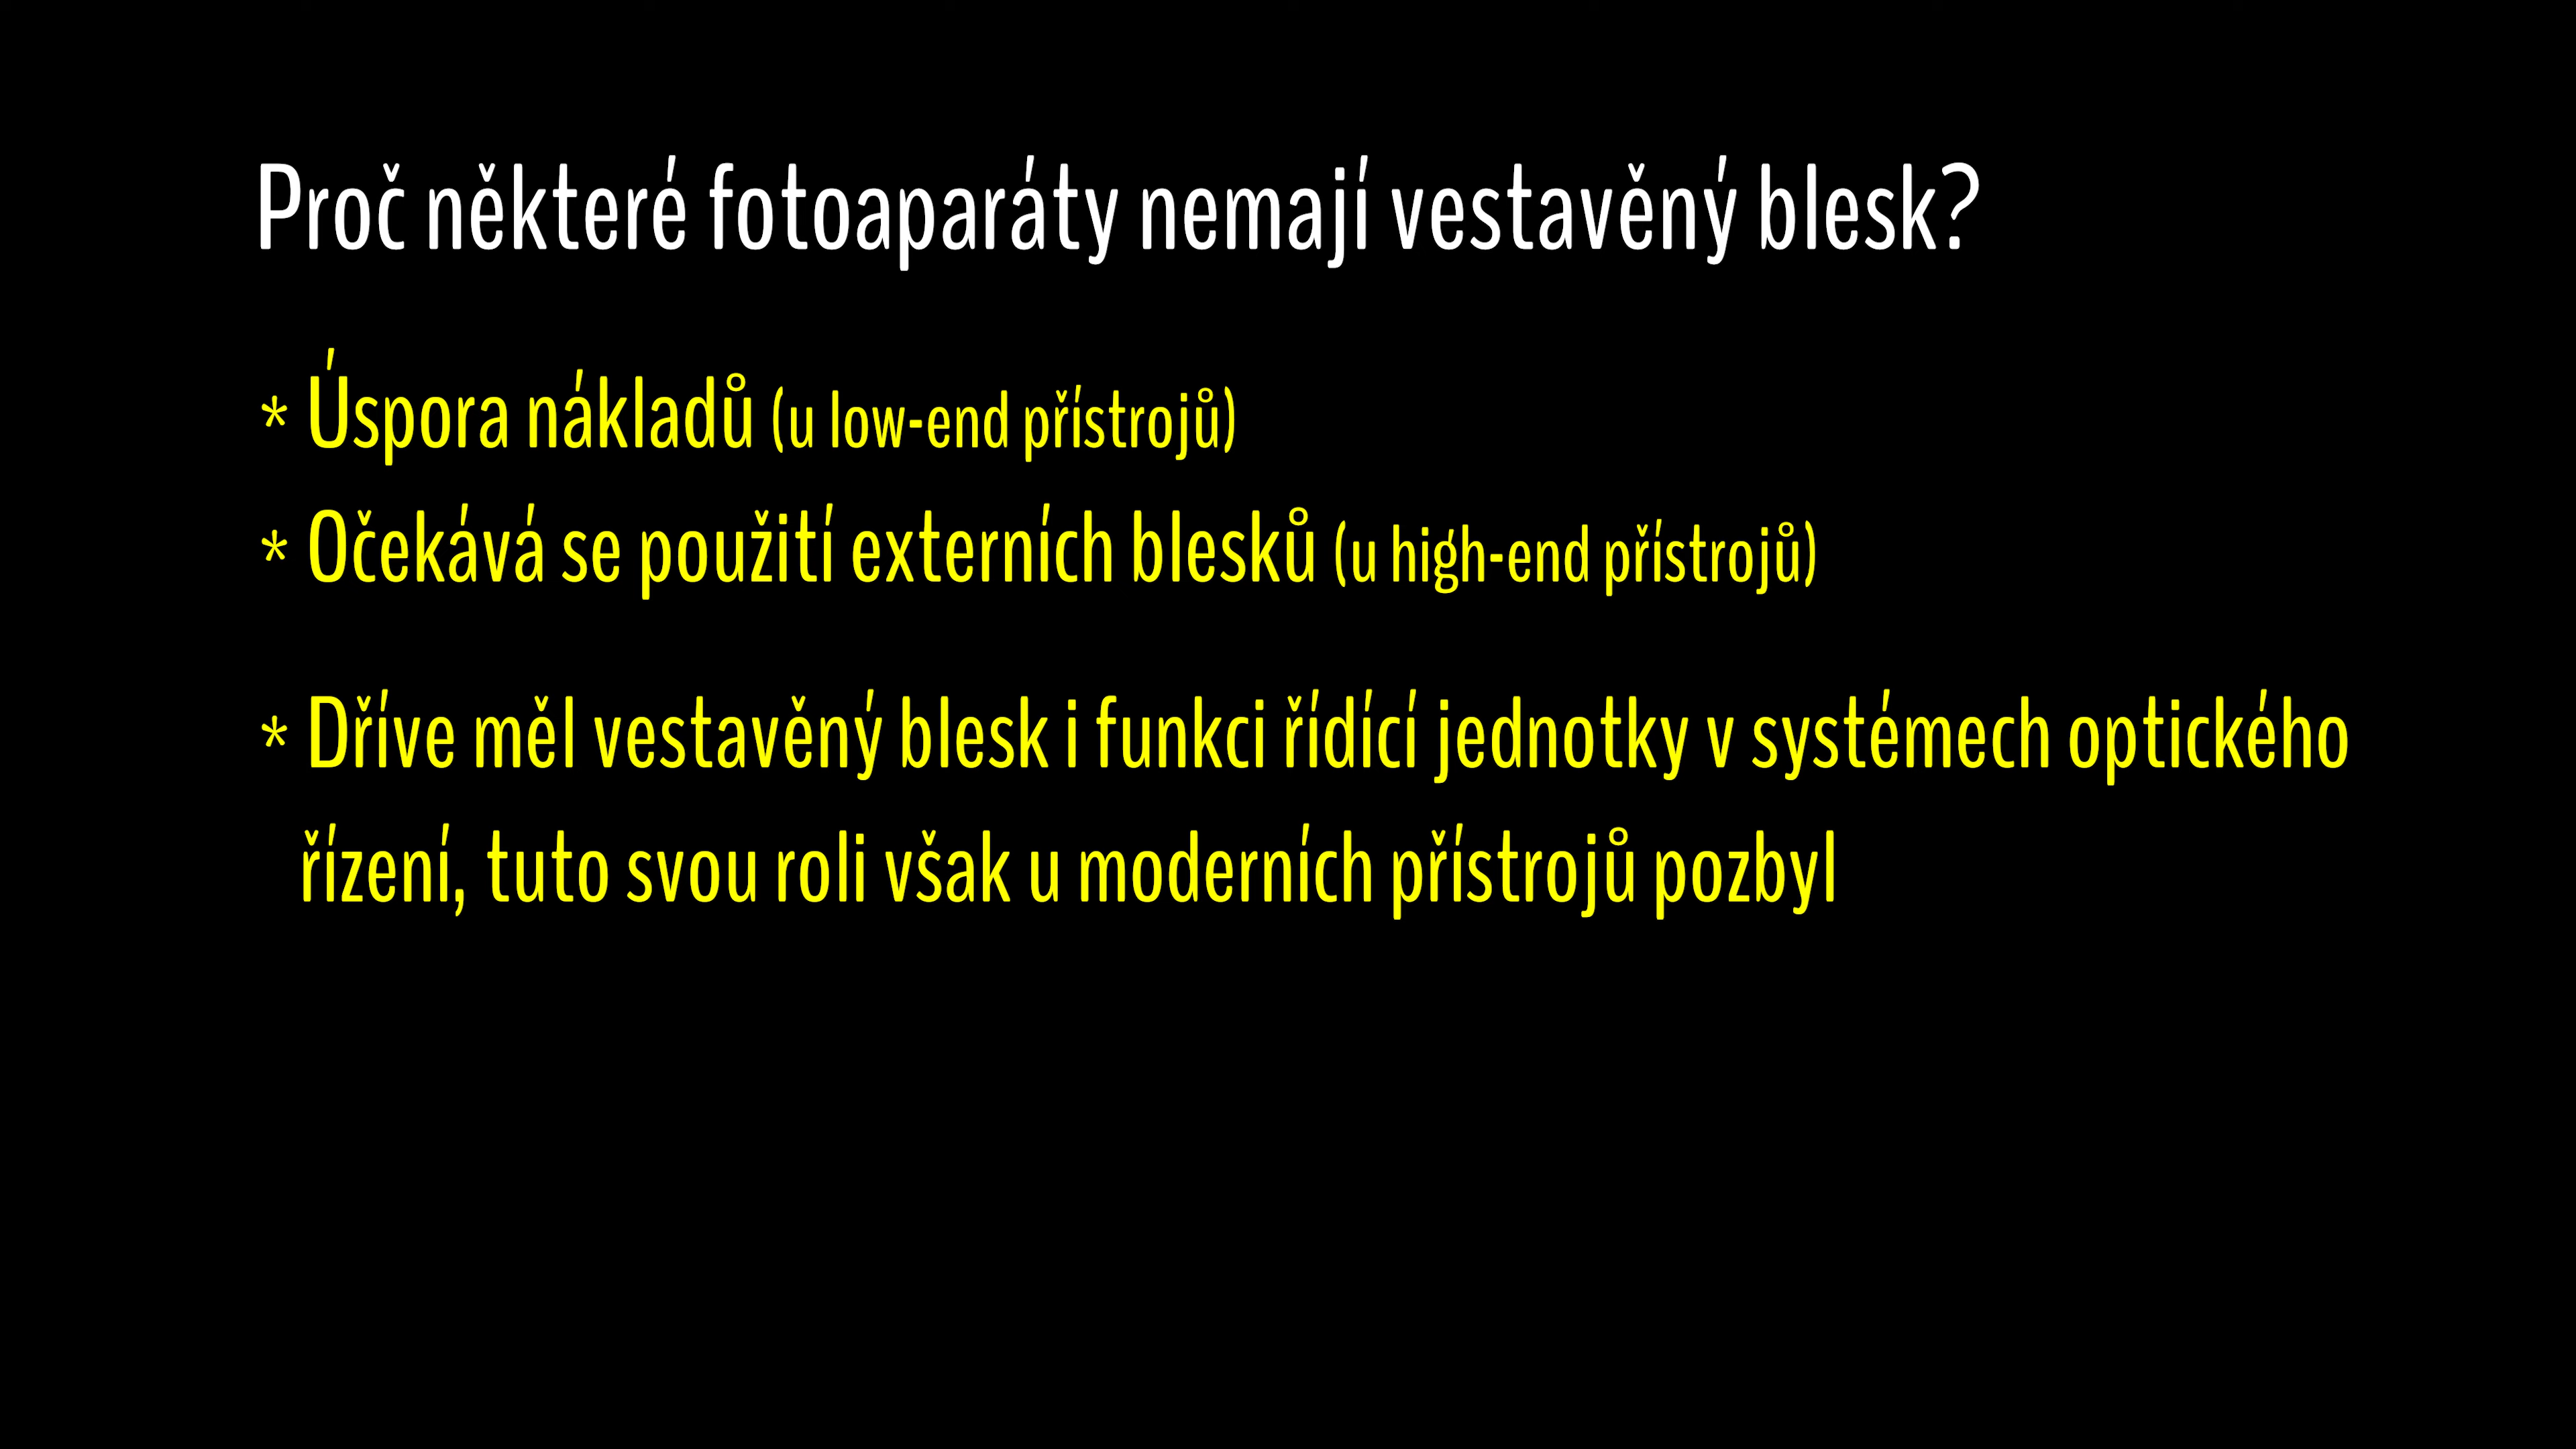 Proč některé fotoaparáty nemají vestavěný blesk?
* Úspora nákladů (u low-end přístrojů)
* Očekává se použití externích blesků (u high-end přístrojů)
* Dříve měl vestavěný blesk i funkci řídící jednotky v systémech optického
řízení, tuto svou roli však u moderních přístrojů pozbyl